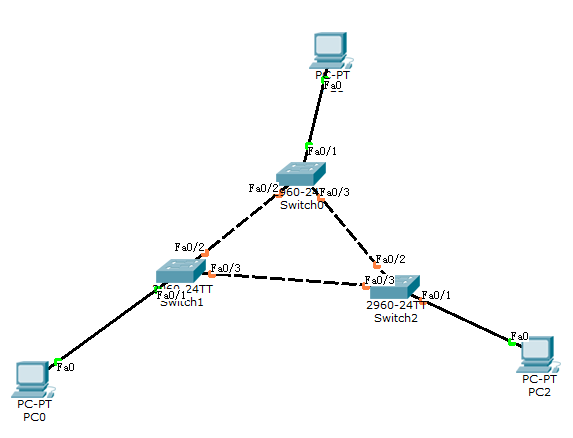 PC-PT
Fa0
Fa0/1
Fa0/2
Fa0/3
Switch0
Fa0/2
Fa0/2
Fa0/3
Fa0/3
2960-24TT
Fa0/1
Fa0/1
Switch1
2960-24TT
Switch2
Fa0
Fa0
PC-PT
PC2
PC-PT
PC0